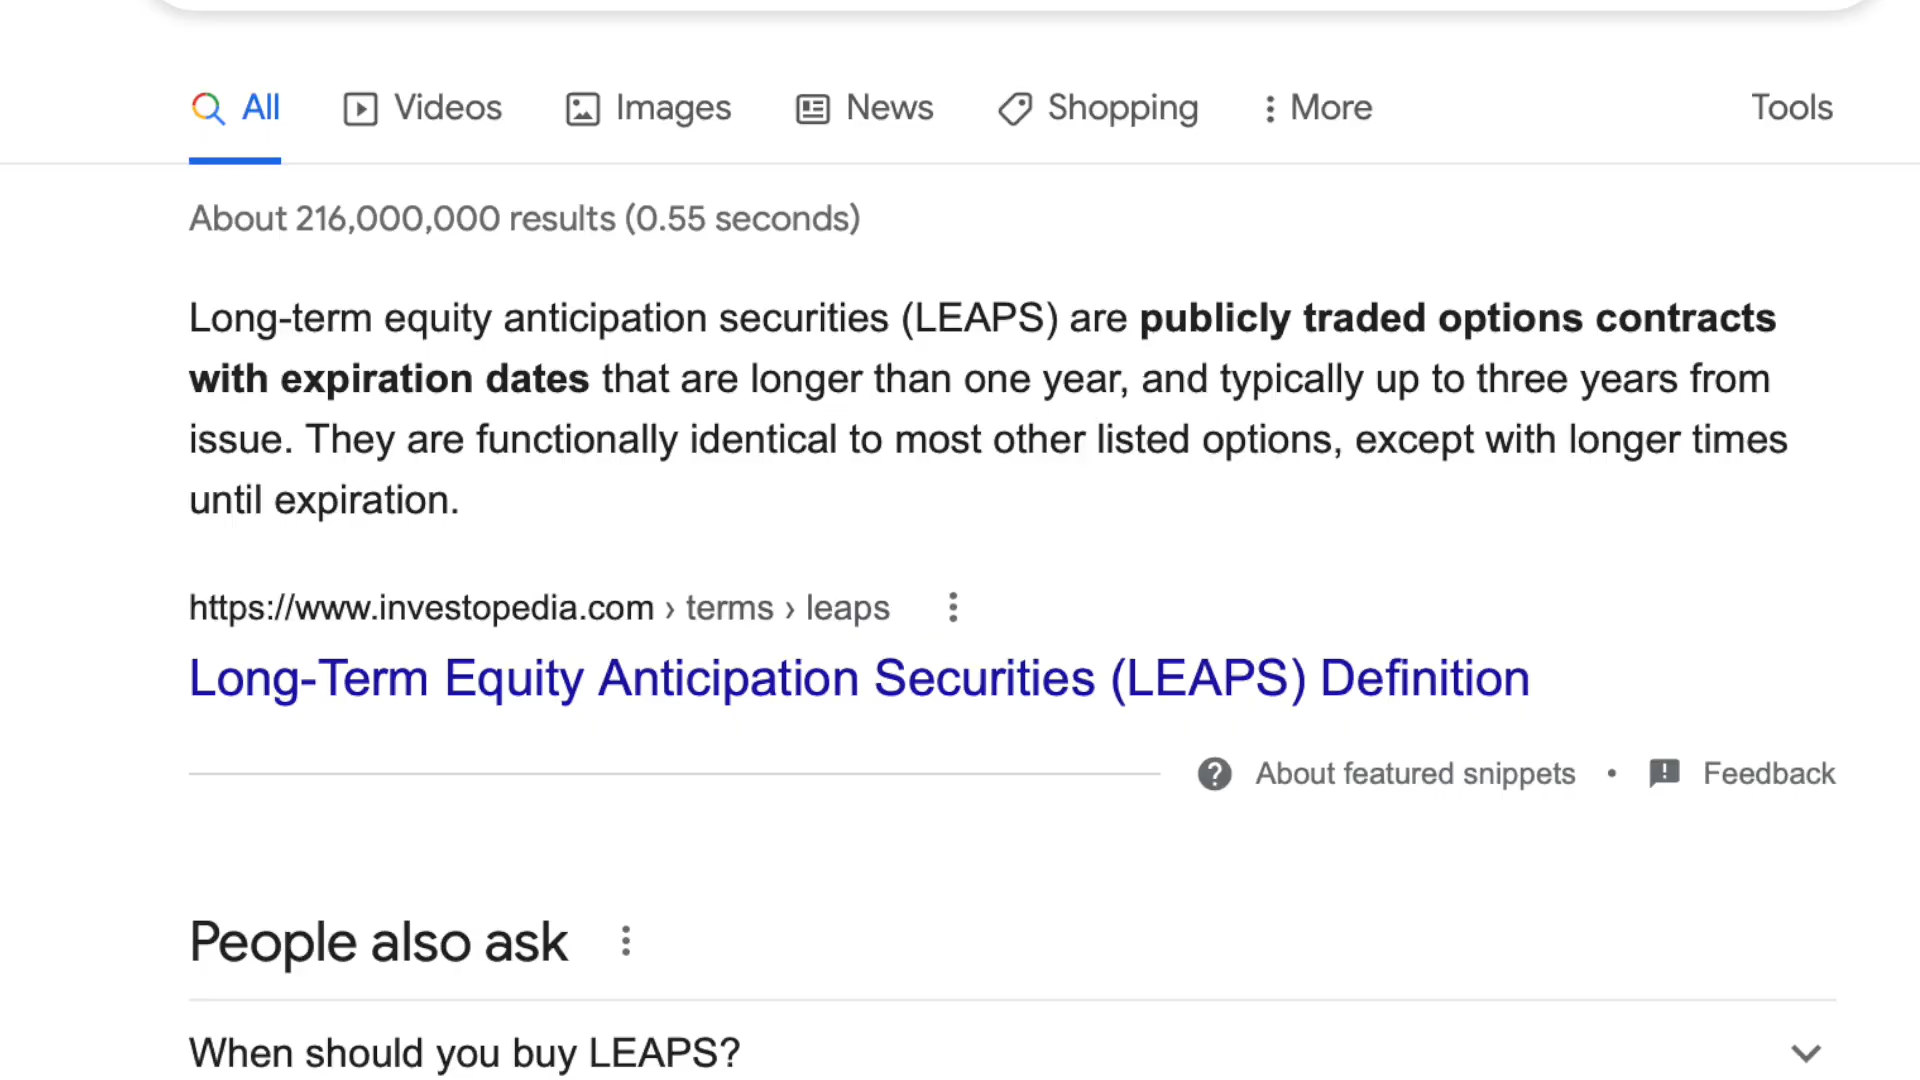 All Videos Images News Shopping More Tools
About 216,000,000 results (0.55 seconds)
Long-term equity anticipation securities (LEAPS) are publicly traded options contracts
with expiration dates that are longer than one year, and typically up to three years from
issue. They are functionally identical to most other listed options, except with longer times
until expiration.
https://www.investopedia.com › terms › leaps
Long-Term Equity Anticipation Securities (LEAPS) Definition
About featured snippets • Feedback
People also ask
When should you buy LEAPS?